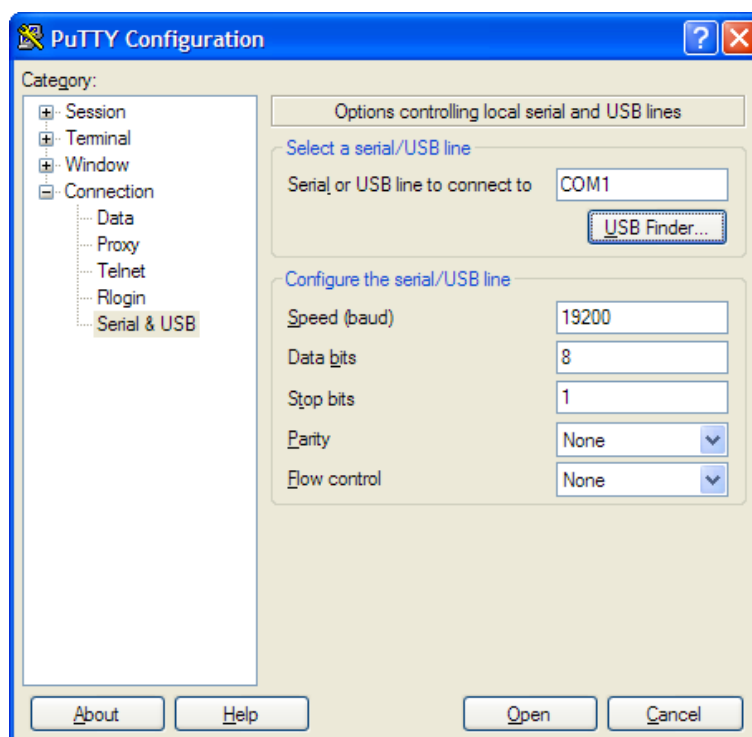 PuTTY Configuration
Category:
Session
Terminal
Window
Connection
Data
Proxy
Telnet
Rlogin
Serial & USB
Options controlling local serial and USB lines
Select a serial/USB line
Serial or USB line to connect to COM1
USB Finder...
Configure the serial/USB line
Speed (baud) 19200
Data bits 8
Stop bits 1
Parity None
Flow control None
About Help Open Cancel